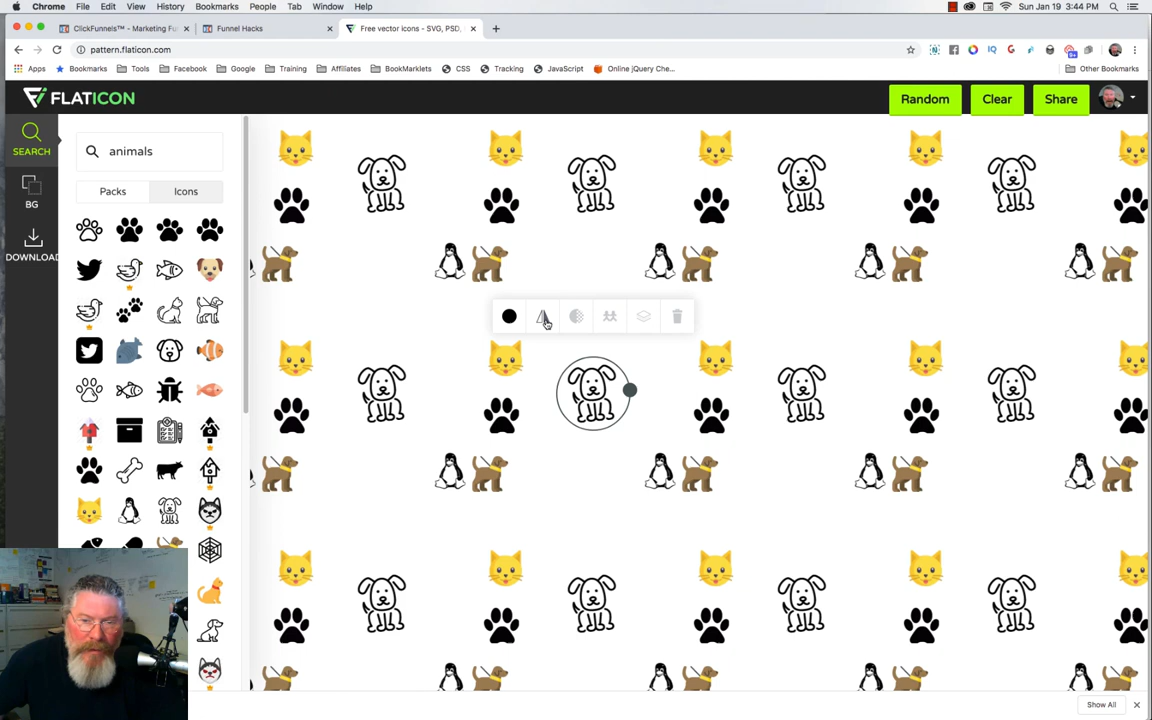 Chrome File Edit View History Bookmarks People Tab Window Help
Sun Jan 19 3:44 PM
ClickFunnels™ - Marketing Fu
Funnel Hacks
Free vector icons - SVG, PSD,
pattern.flaticon.com
Apps Bookmarks Tools Facebook Google Training Affiliates BookMarklets CSS Tracking JavaScript Online jQuery Che... Other Bookmarks
FLATICON
Random Clear Share
SEARCH
animals
BG
Packs Icons
DOWNLOAD
Show All